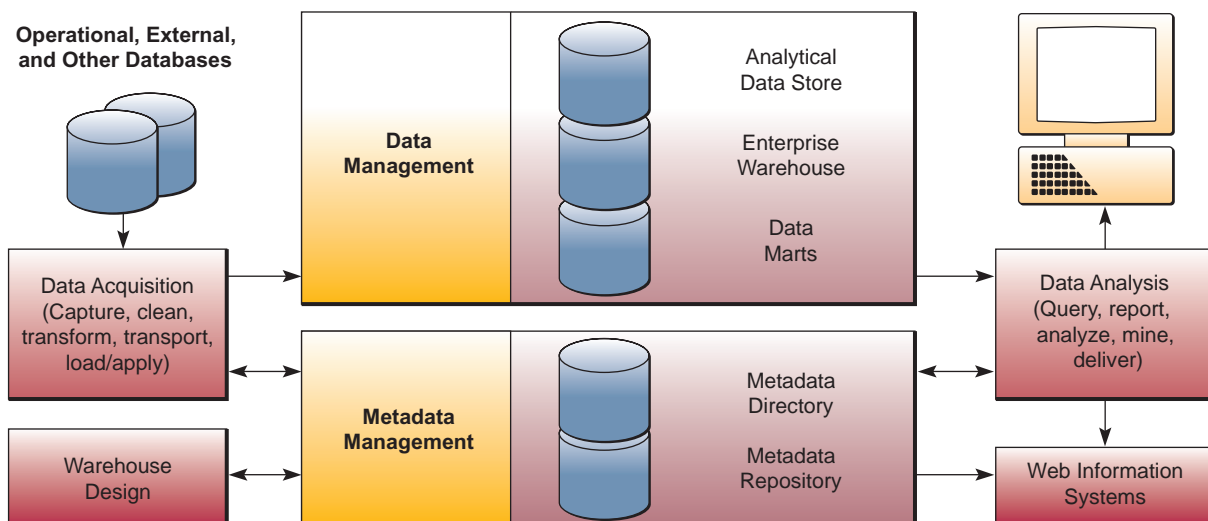 Operational, External,
and Other Databases
Data Acquisition
(Capture, clean,
transform, transport,
load/apply)
Warehouse
Design
Data
Management
Analytical
Data Store
Enterprise
Warehouse
Data
Marts
Metadata
Management
Metadata
Directory
Metadata
Repository
Data Analysis
(Query, report,
analyze, mine,
deliver)
Web Information
Systems